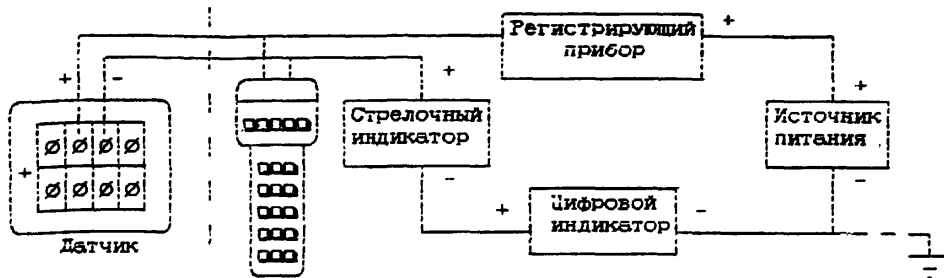 Регистрирующий
прибор
+
+ -
+
+
Стрелочный
индикатор
Источник
питания
+
-
-
+
Цифровой
индикатор
-
Датчик